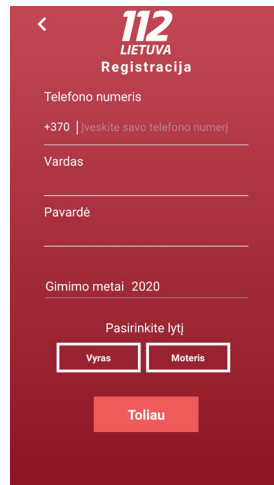 112
LIETUVA
Registracija
Telefono numeris
+370 Įveskite savo telefono numerį
Vardas
Pavardė
Gimimo metai 2020
Pasirinkite lytį
Vyras Moteris
Toliau